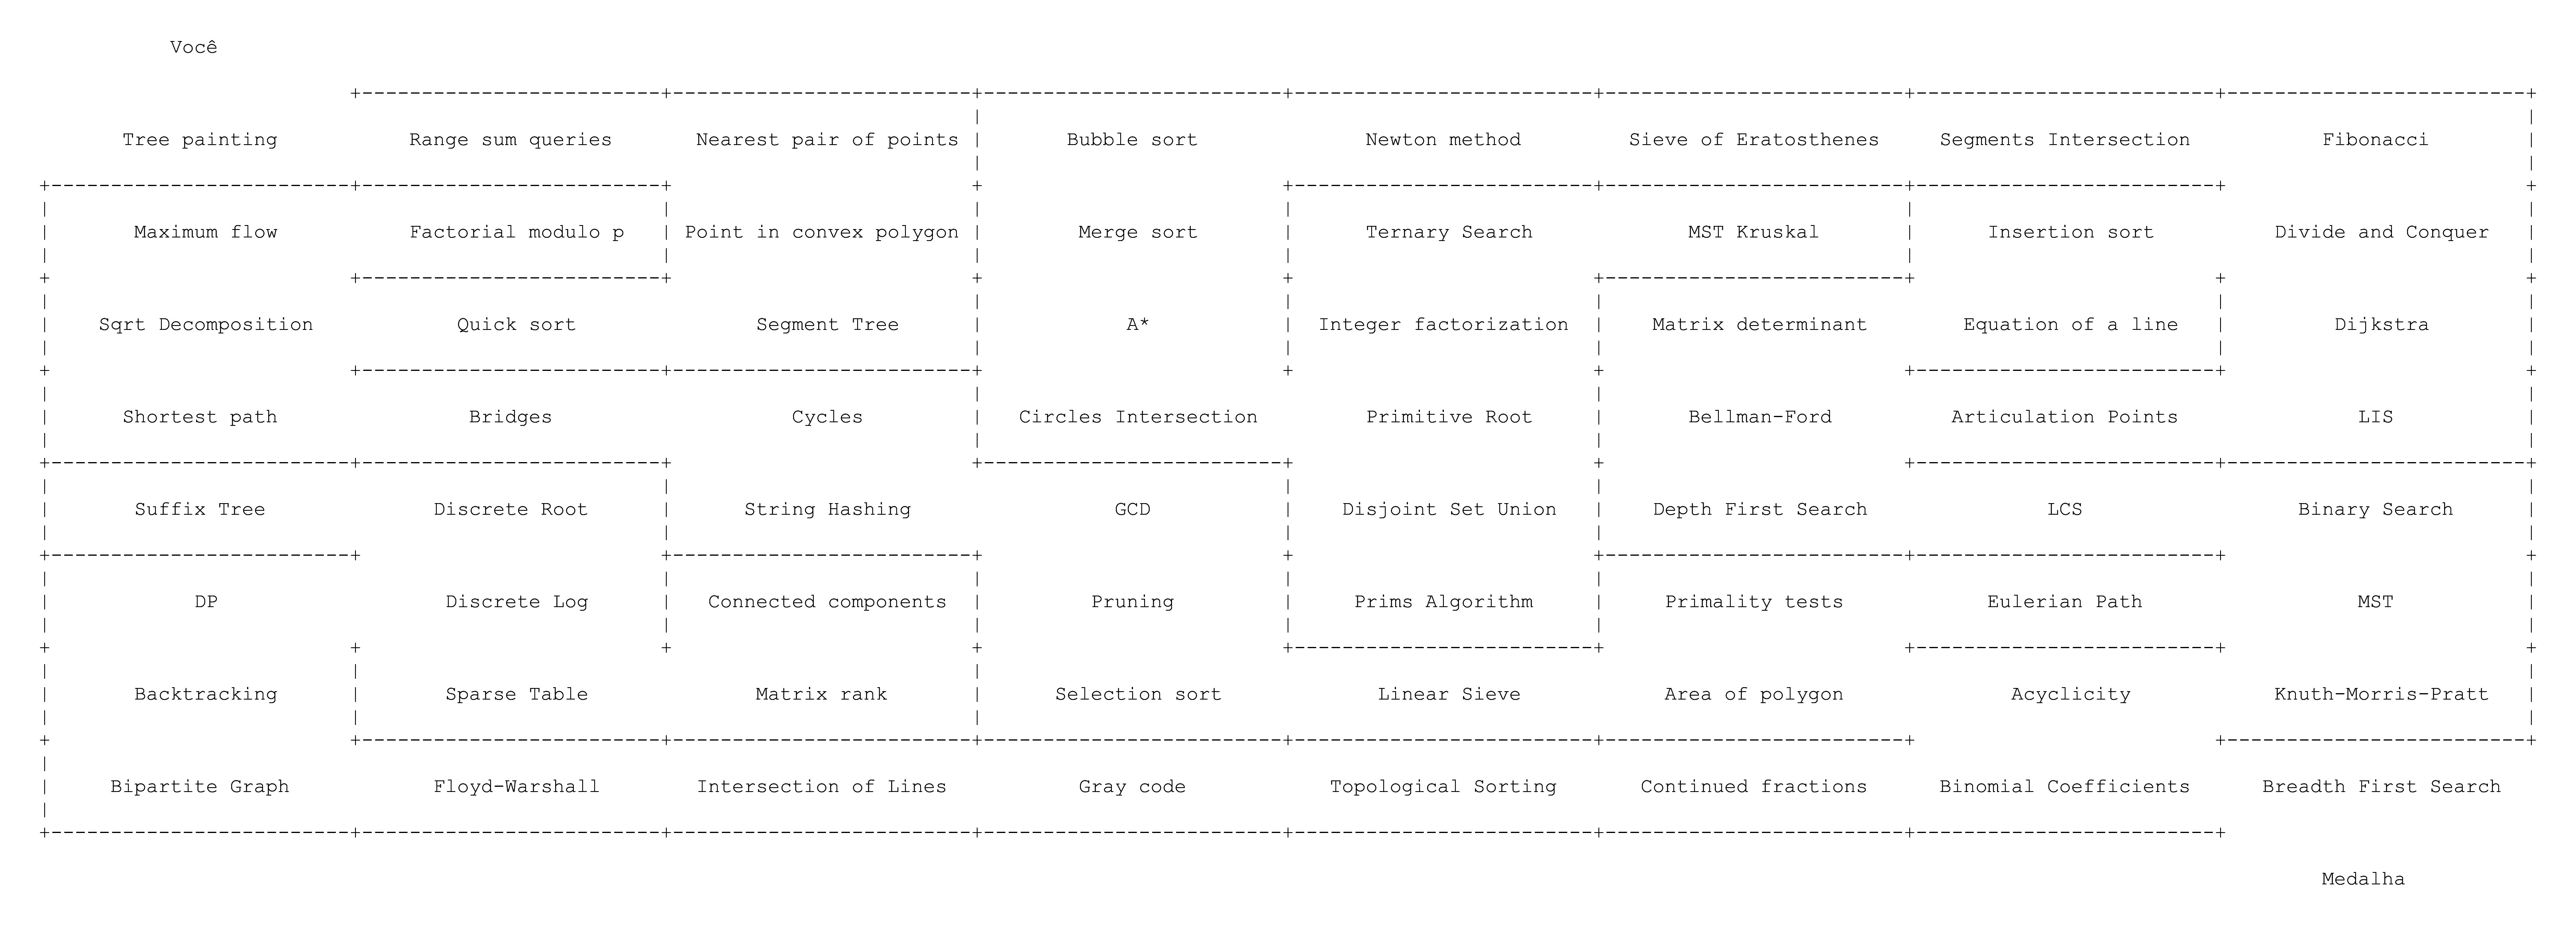 Você
Tree painting Range sum queries Nearest pair of points Bubble sort Newton method Sieve of Eratosthenes Segments Intersection Fibonacci
Maximum flow Factorial modulo p Point in convex polygon Merge sort Ternary Search MST Kruskal Insertion sort Divide and Conquer
Sqrt Decomposition Quick sort Segment Tree A* Integer factorization Matrix determinant Equation of a line Dijkstra
Shortest path Bridges Cycles Circles Intersection Primitive Root Bellman-Ford Articulation Points LIS
Suffix Tree Discrete Root String Hashing GCD Disjoint Set Union Depth First Search LCS Binary Search
DP Discrete Log Connected components Pruning Prims Algorithm Primality tests Eulerian Path MST
Backtracking Sparse Table Matrix rank Selection sort Linear Sieve Area of polygon Acyclicity Knuth-Morris-Pratt
Bipartite Graph Floyd-Warshall Intersection of Lines Gray code Topological Sorting Continued fractions Binomial Coefficients Breadth First Search
Medalha